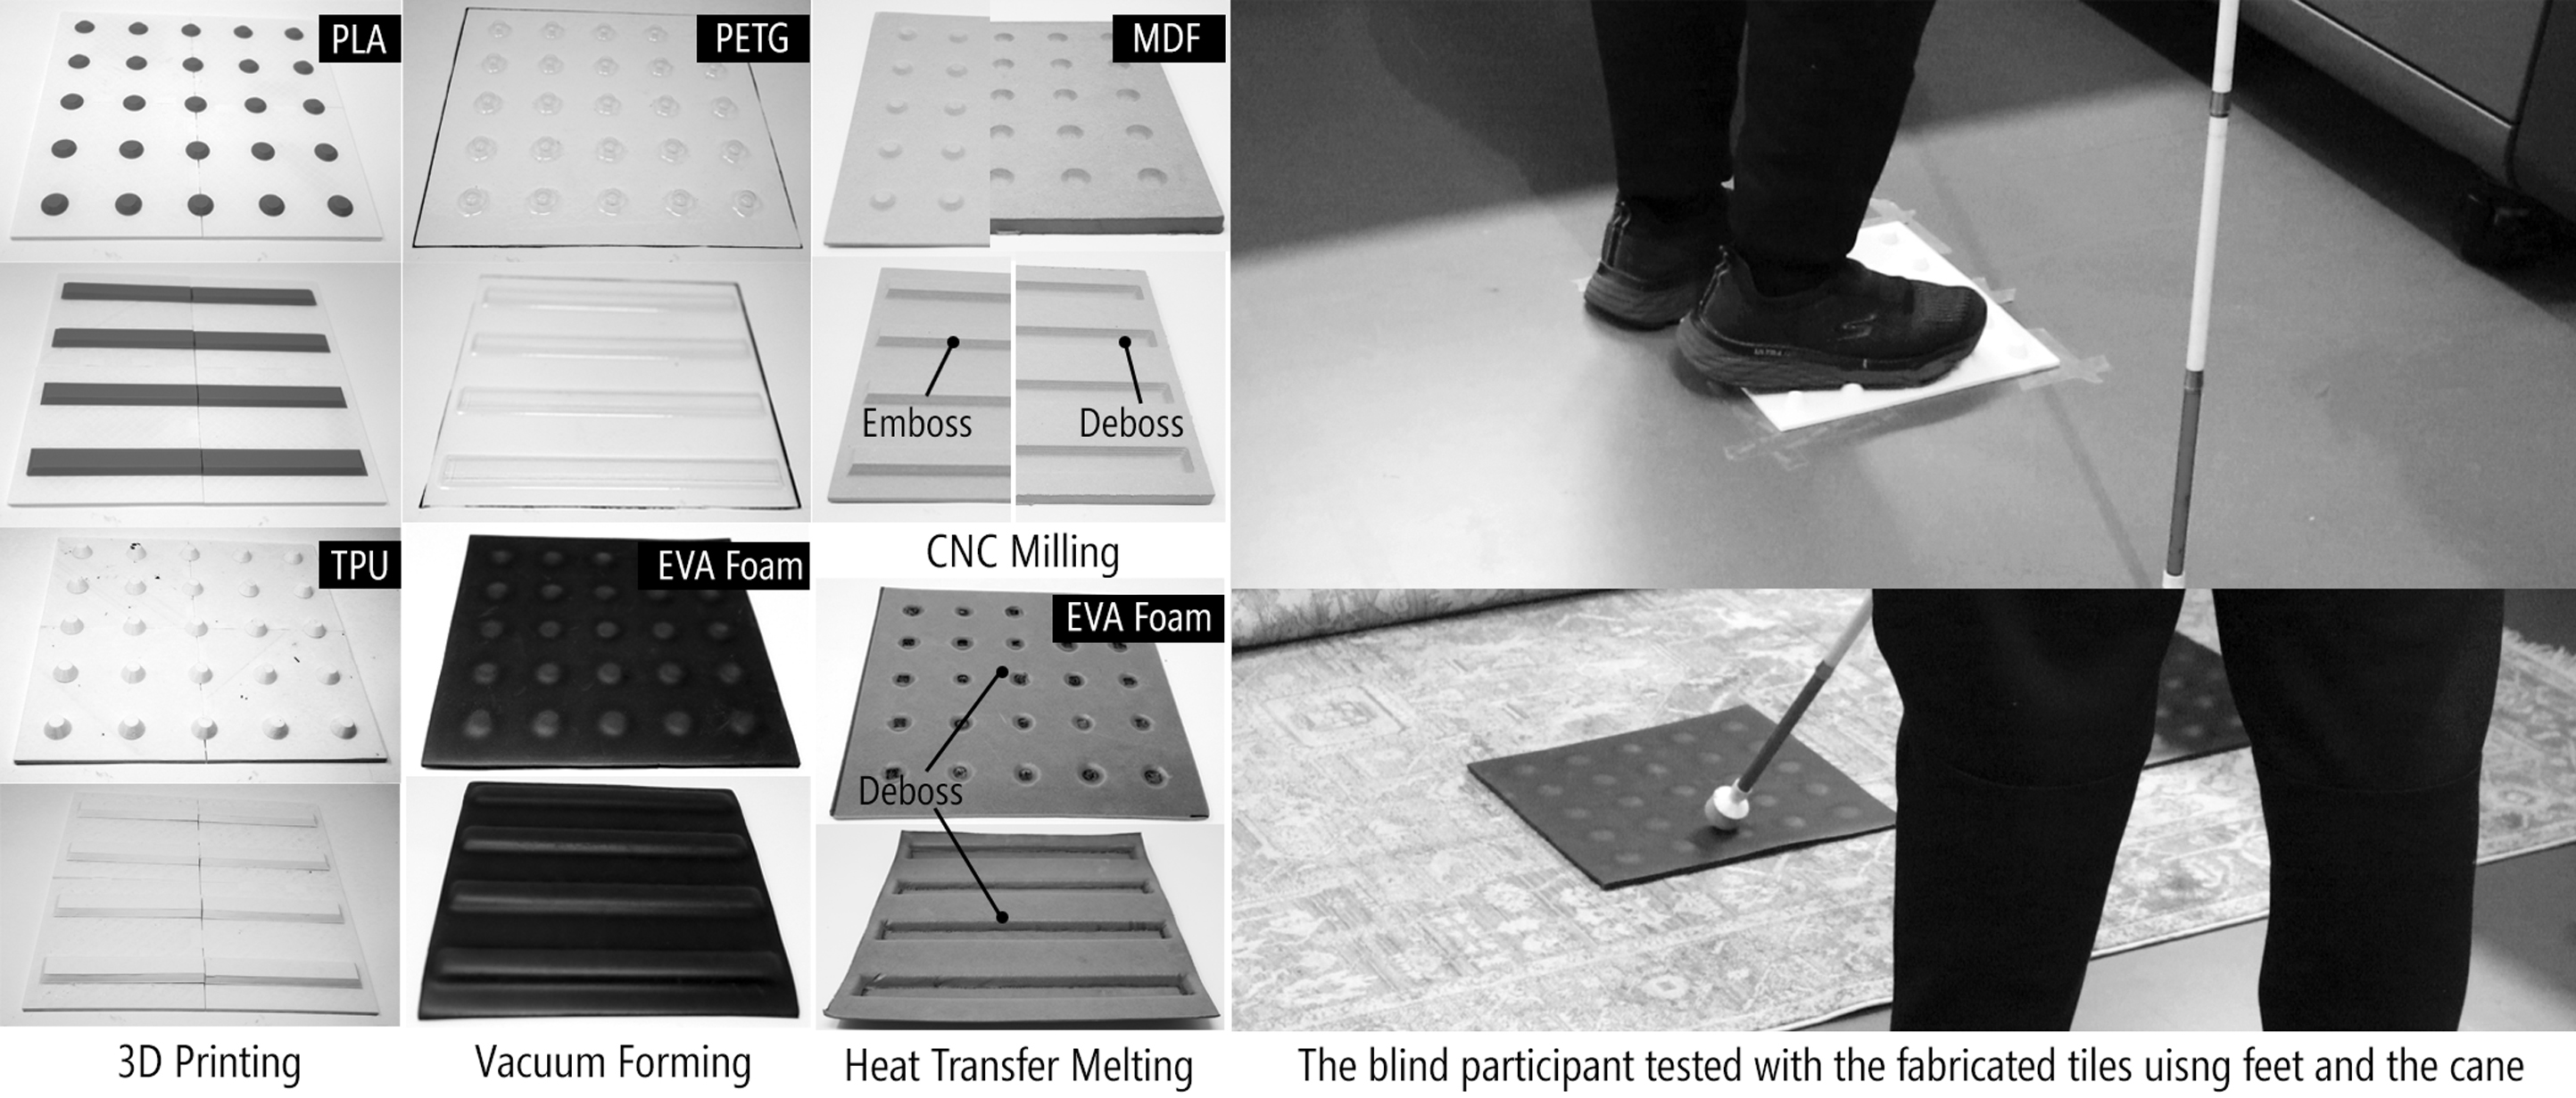 PLA
PETG
MDF
Emboss
Deboss
TPU
EVA Foam
CNC Milling
EVA Foam
Deboss
3D Printing
Vacuum Forming
Heat Transfer Melting
The blind participant tested with the fabricated tiles uisng feet and the cane